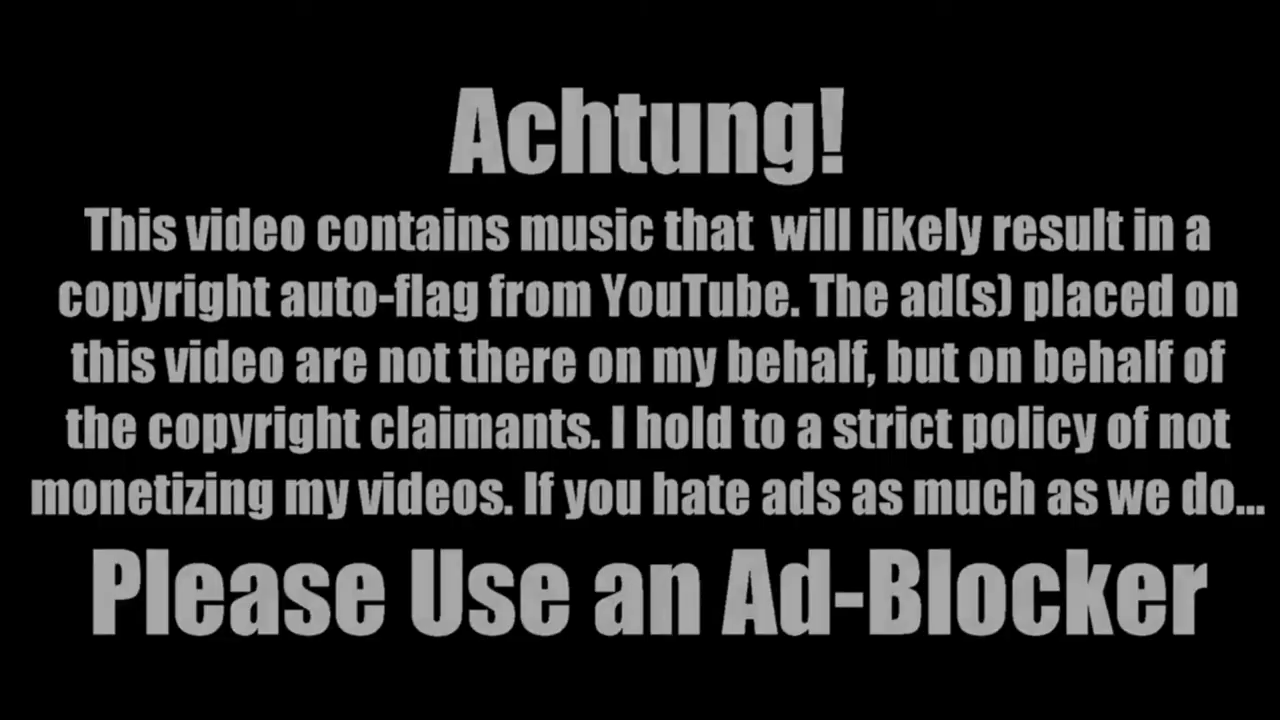 Achtung!
This video contains music that  will likely result in a
copyright auto-flag from YouTube. The ad(s) placed on
this video are not there on my behalf, but on behalf of
the copyright claimants. I hold to a strict policy of not
monetizing my videos. If you hate ads as much as we do...
Please Use an Ad-Blocker